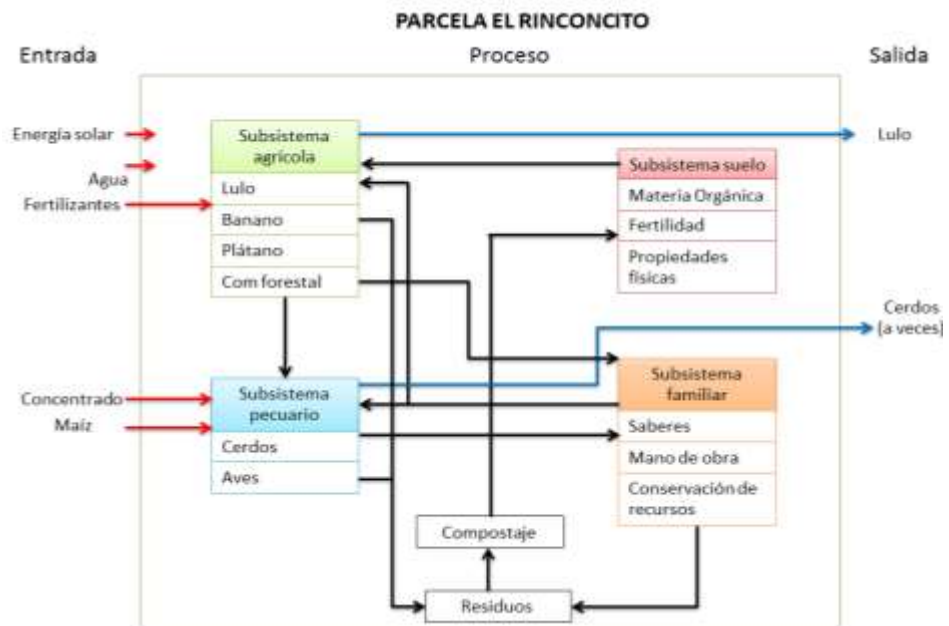 PARCELA EL RINCONCITO
Entrada
Proceso
Salida
Energía solar
Agua
Fertilizantes
Concentrado
Maíz
Subsistema
agrícola
Lulo
Banano
Plátano
Com forestal
Subsistema
pecuario
Cerdos
Aves
Subsistema suelo
Materia Orgánica
Fertilidad
Propiedades
físicas
Subsistema
familiar
Saberes
Mano de obra
Conservación de
recursos
Compostaje
Residuos
Lulo
Cerdos
(a veces)